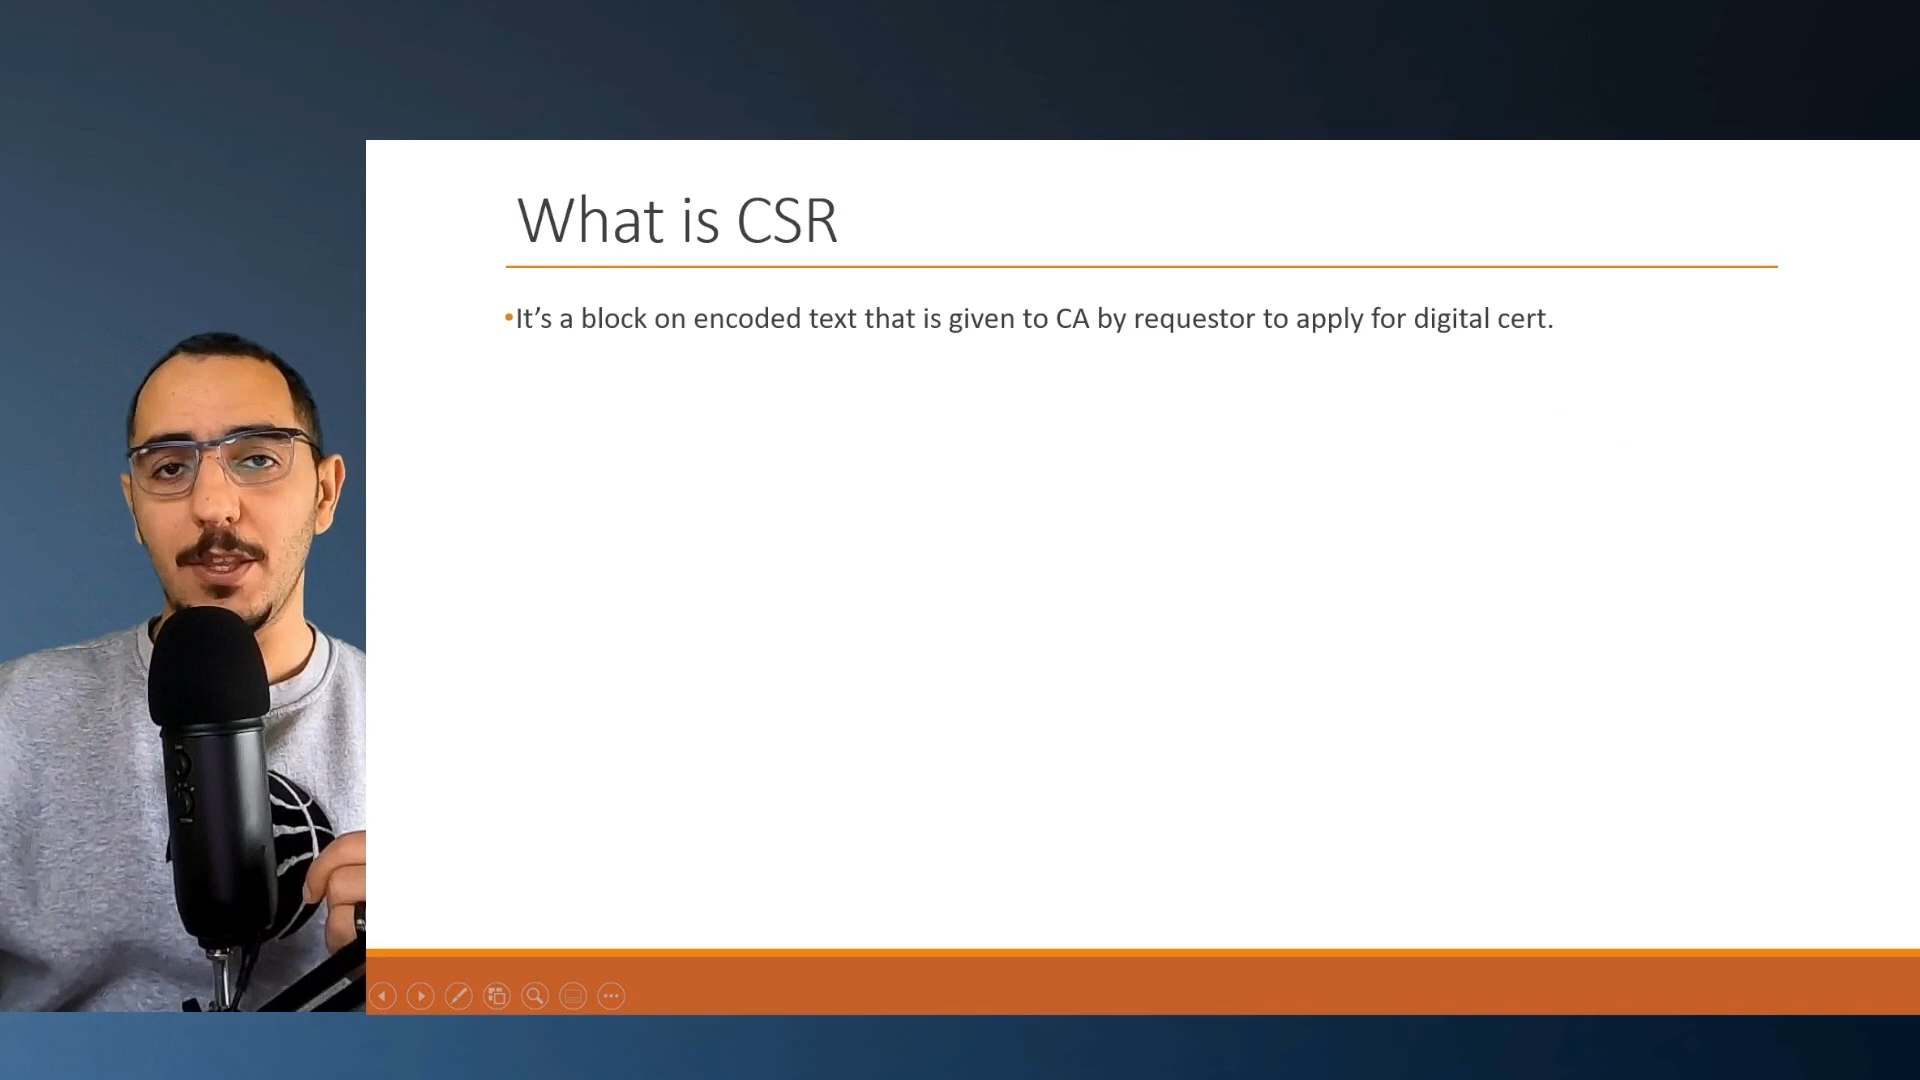 What is CSR
•It’s a block on encoded text that is given to CA by requestor to apply for digital cert.